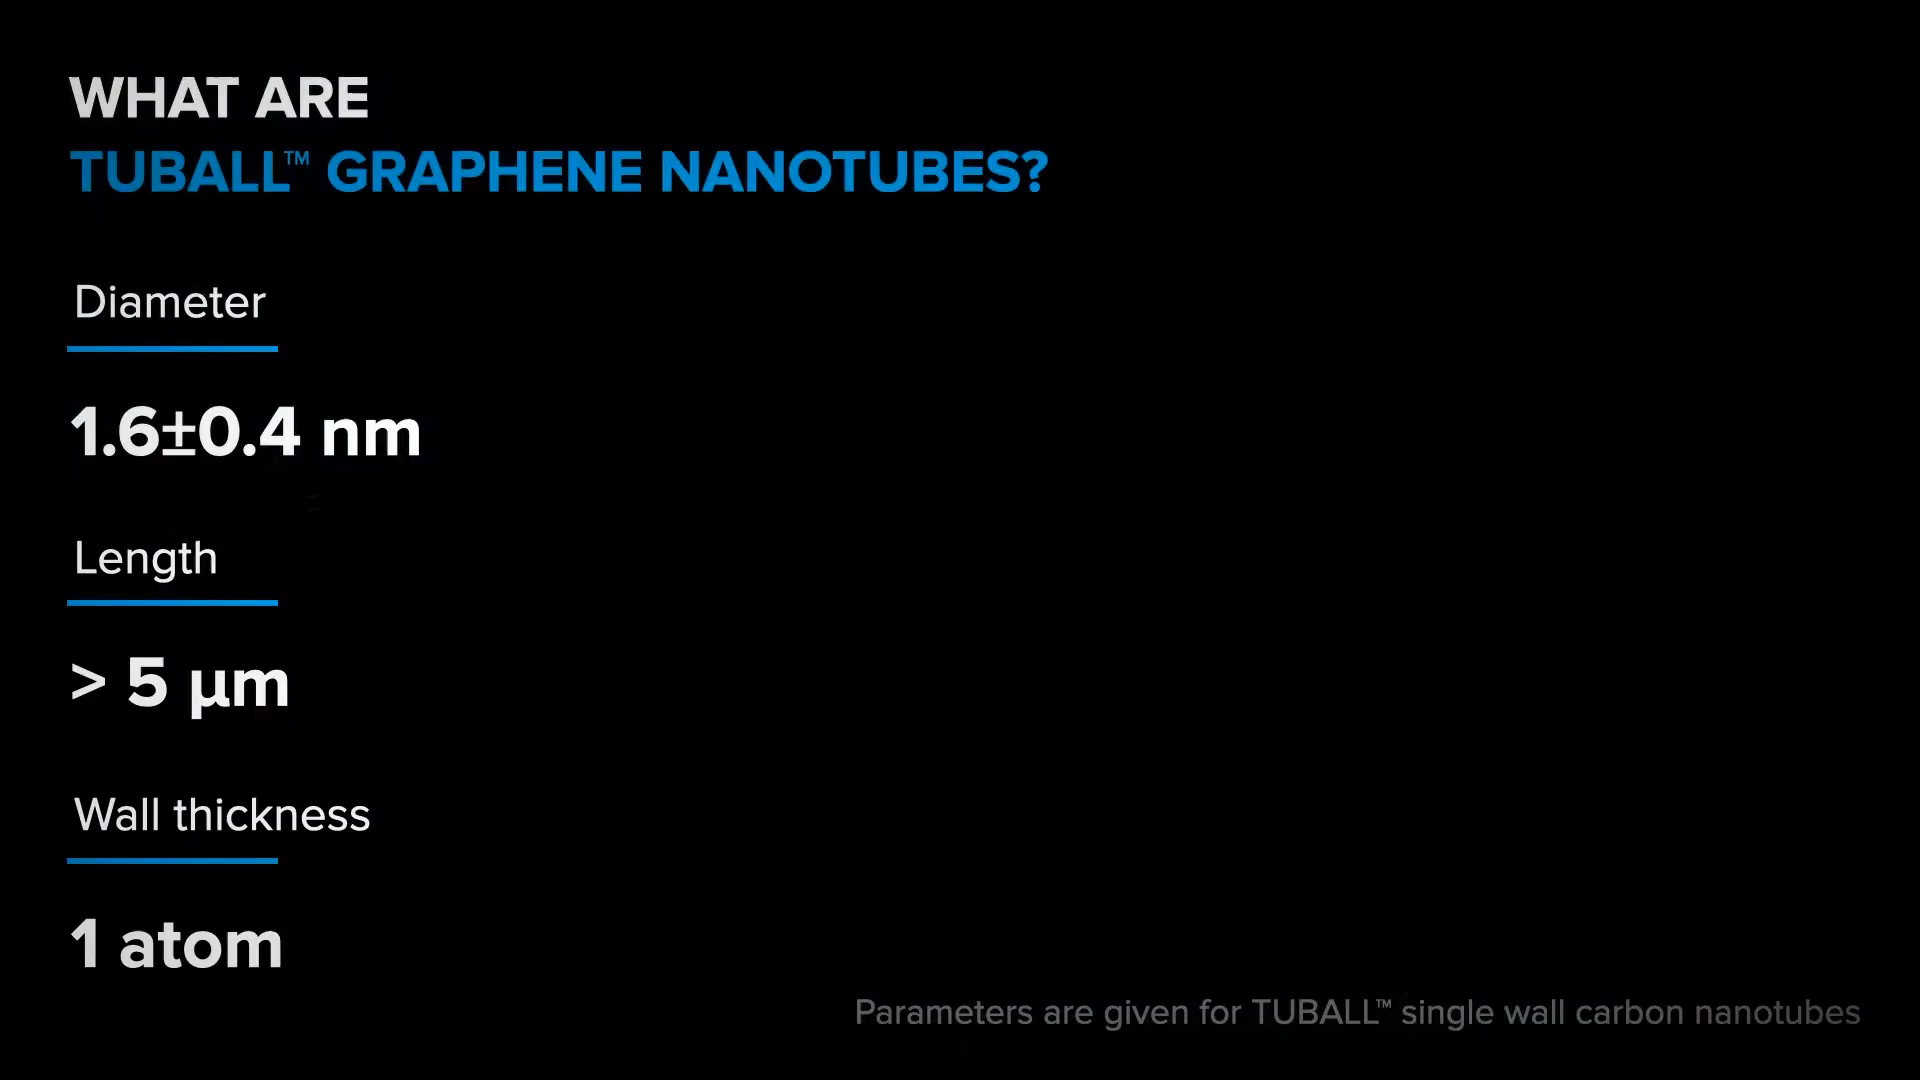 WHAT ARE
TUBALL™ GRAPHENE NANOTUBES?
Diameter
1.6±0.4 nm
Length
> 5 µm
Wall thickness
1 atom
Parameters are given for TUBALL™ single wall carbon nanotubes